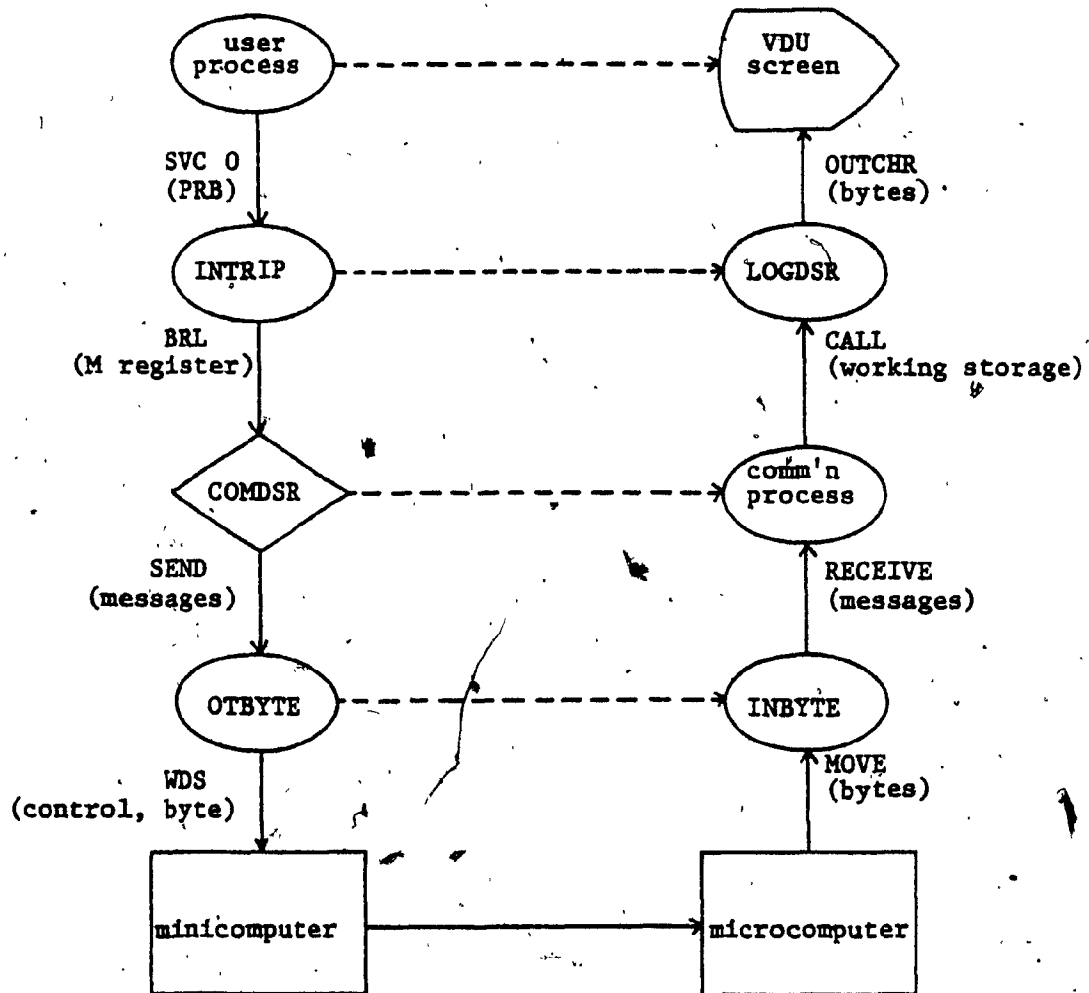 user
process
VDU
screen
SVC 0
(PRB)
OUTCHR
(bytes)
INTRIP
LOGDSR
BRL
(M register)
CALL
(working storage)
COMDSR
comm'n
process
SEND
(messages)
RECEIVE
(messages)
OTBYTE
INBYTE
WDS
(control, byte)
MOVE
(bytes)
minicomputer
microcomputer